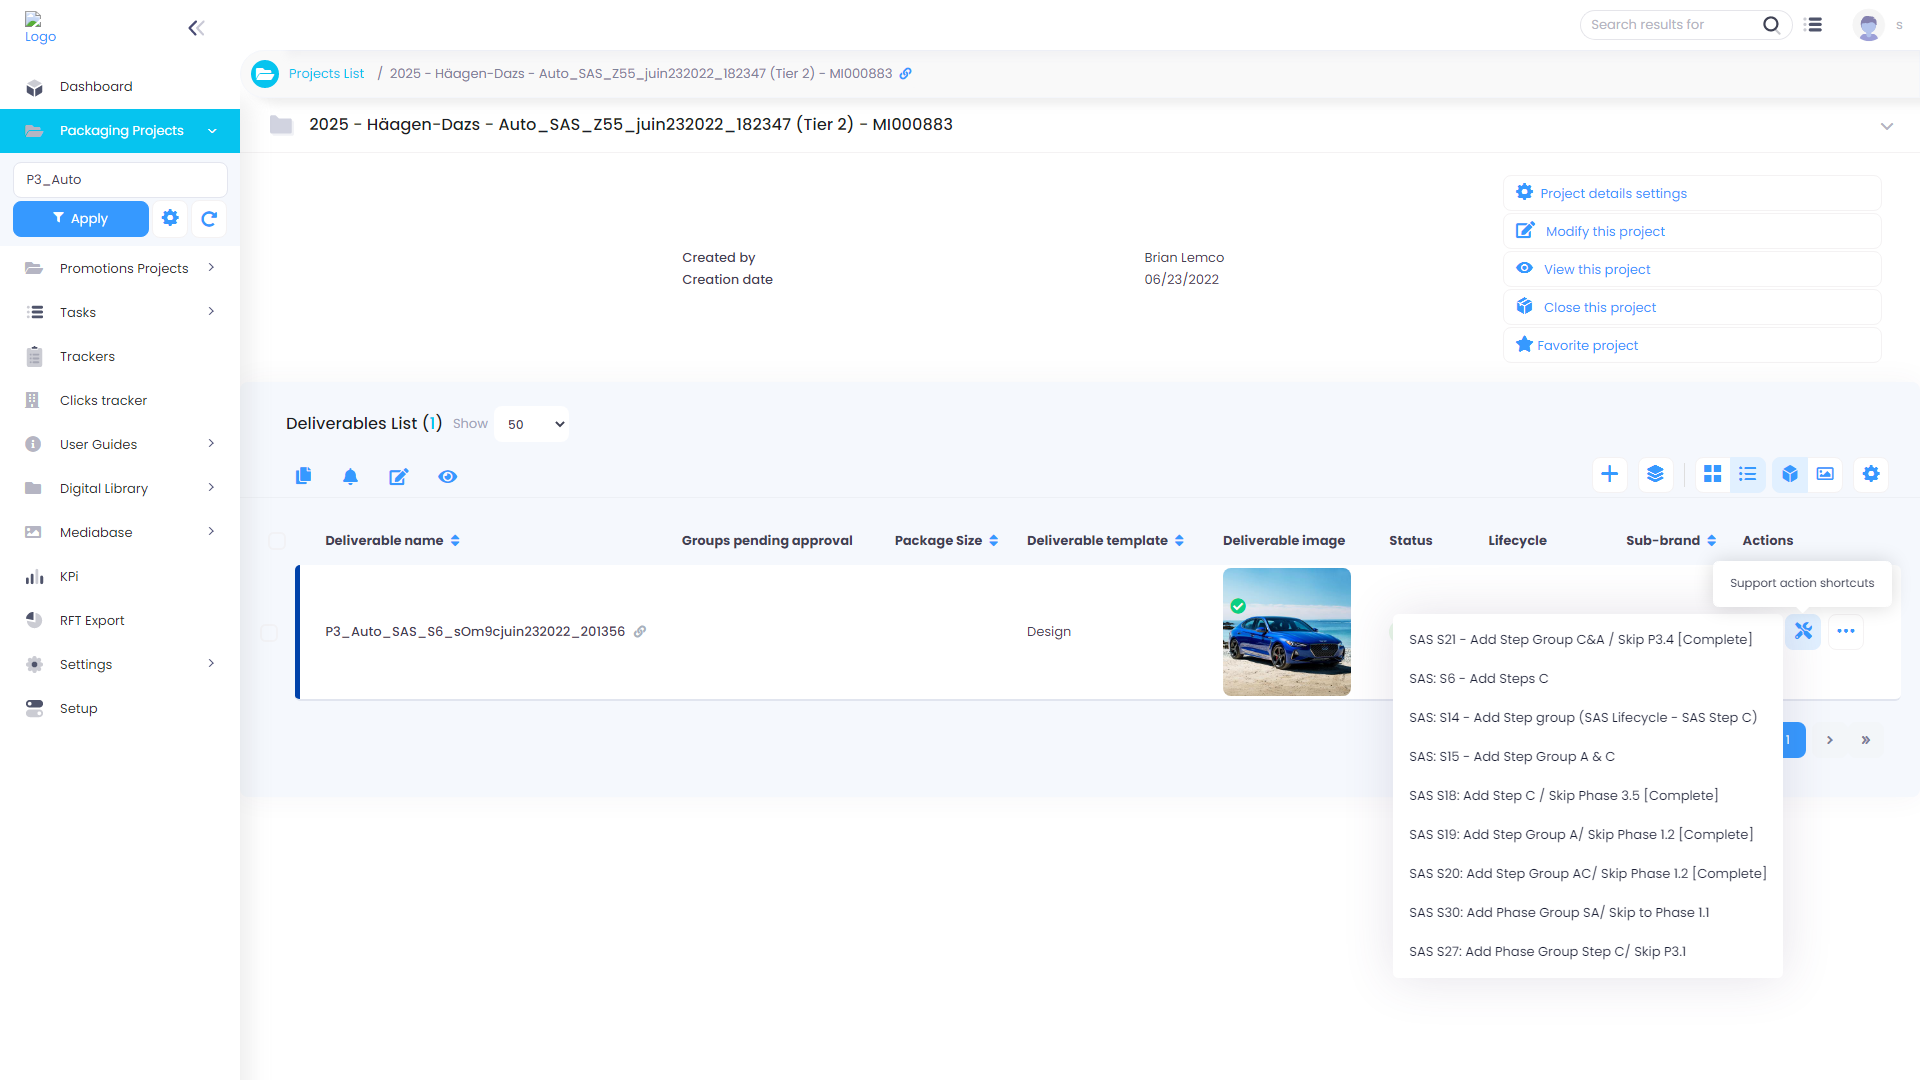 Logo
Search results for
s
Dashboard
Packaging Projects
P3_Auto
Apply
Promotions Projects
Tasks
Trackers
Clicks tracker
User Guides
Digital Library
Mediabase
KPi
RFT Export
Settings
Setup
Projects List / 2025 - Häagen-Dazs - Auto_SAS_Z55_juin232022_182347 (Tier 2) - MI000883
2025 - Häagen-Dazs - Auto_SAS_Z55_juin232022_182347 (Tier 2) - MI000883
Created by Brian Lemco
Creation date 06/23/2022
Project details settings
Modify this project
View this project
Close this project
Favorite project
Deliverables List (1) Show 50
Deliverable name Groups pending approval Package Size Deliverable template Deliverable image Status Lifecycle Sub-brand Actions
Support action shortcuts
P3_Auto_SAS_S6_sOm9cjuin232022_201356 Design
SAS S21 - Add Step Group C&A / Skip P3.4 [Complete]
SAS: S6 - Add Steps C
SAS: S14 - Add Step group (SAS Lifecycle - SAS Step C)
SAS: S15 - Add Step Group A & C
SAS S18: Add Step C / Skip Phase 3.5 [Complete]
SAS S19: Add Step Group A/ Skip Phase 1.2 [Complete]
SAS S20: Add Step Group AC/ Skip Phase 1.2 [Complete]
SAS S30: Add Phase Group SA/ Skip to Phase 1.1
SAS S27: Add Phase Group Step C/ Skip P3.1
1 › »